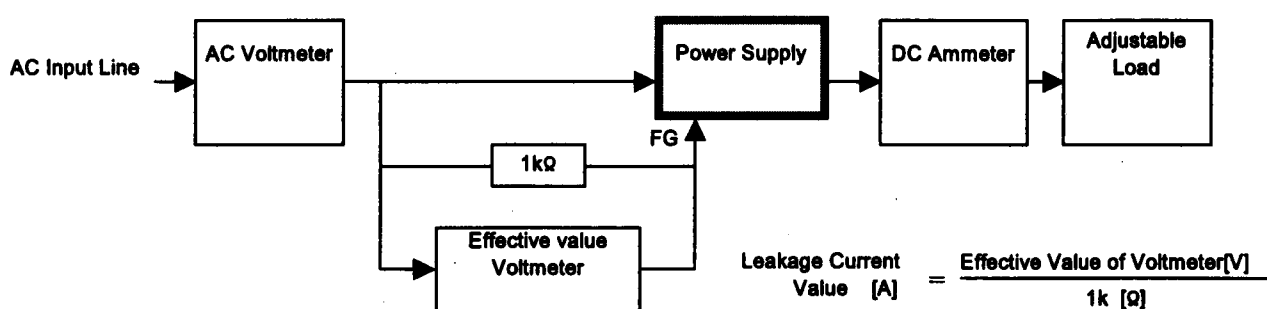 AC Input Line
AC Voltmeter
Power Supply
DC Ammeter
Adjustable
Load
FG
1kΩ
Effective value
Voltmeter
Leakage Current
Value [A]
= Effective Value of Voltmeter[V]
1k [Ω]